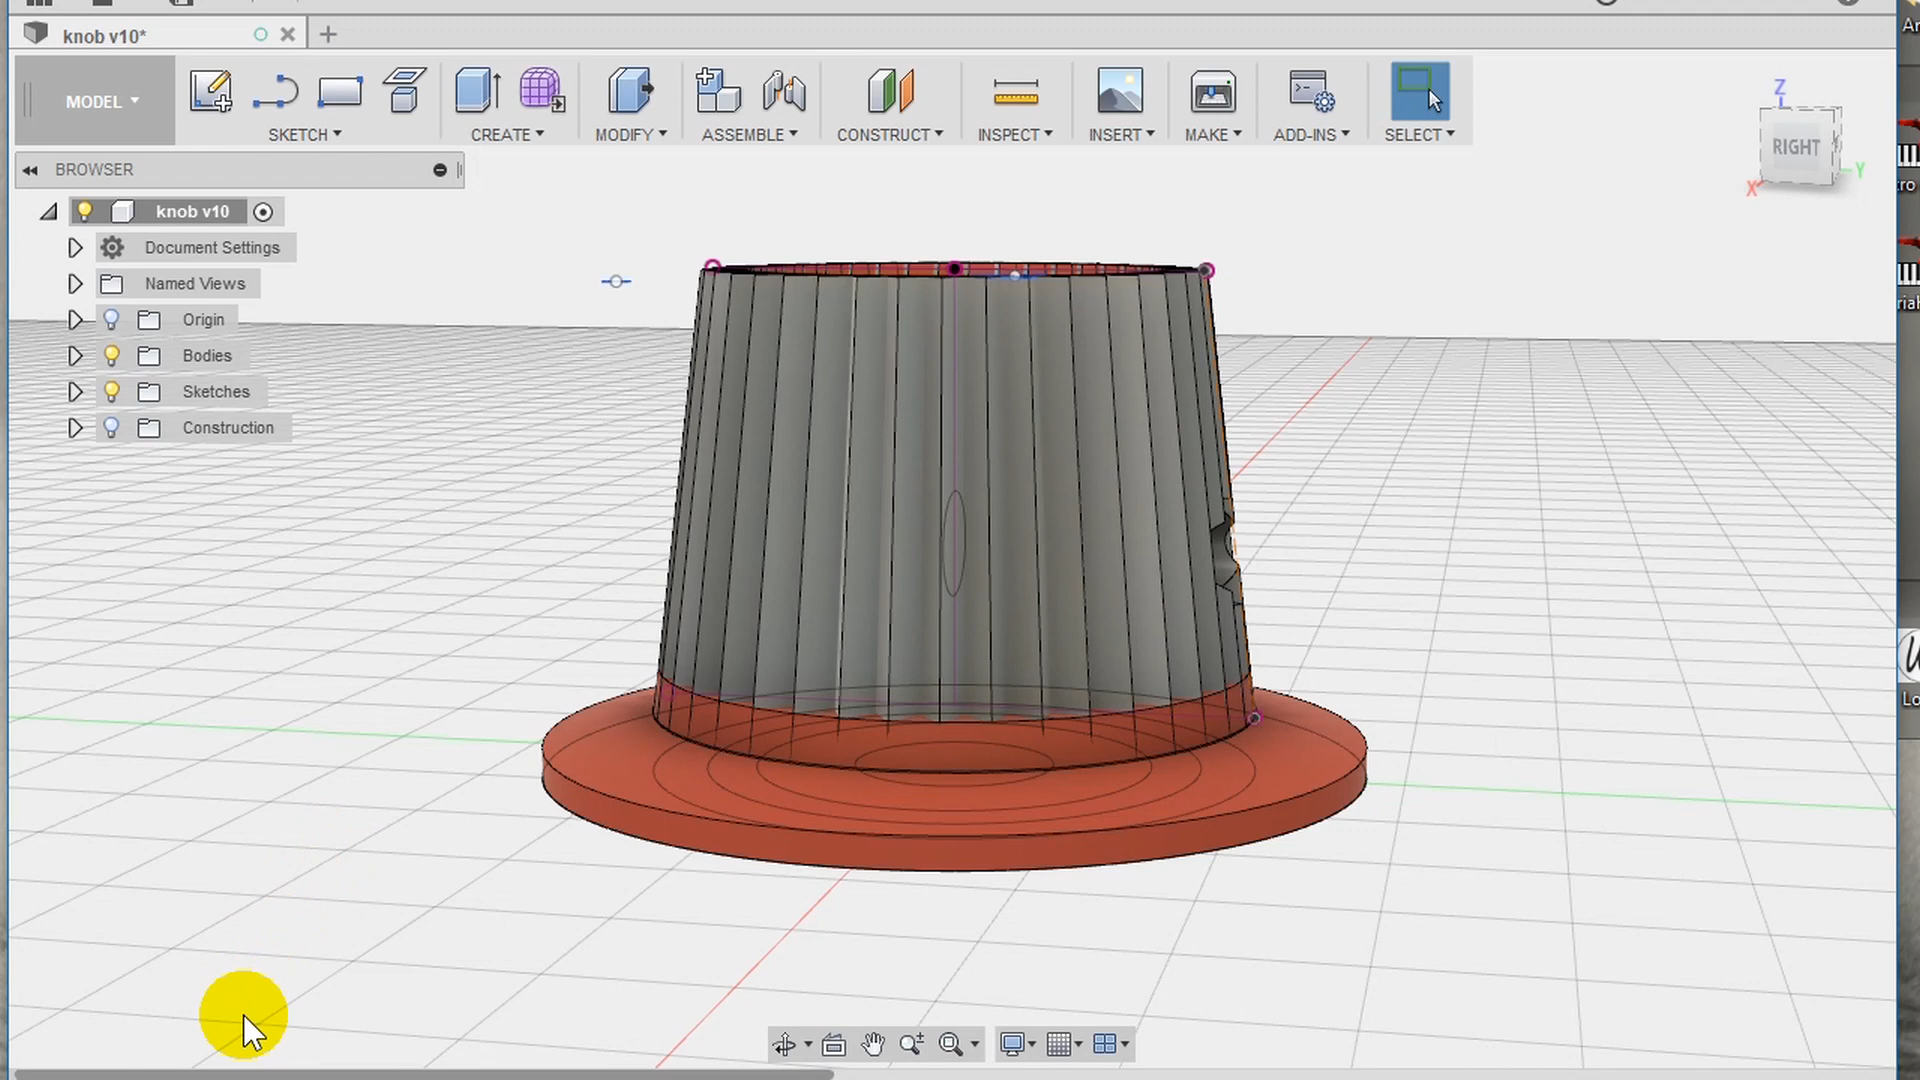 knob v10*
MODEL
SKETCH
CREATE
MODIFY
ASSEMBLE
CONSTRUCT
INSPECT
INSERT
MAKE
ADD-INS
SELECT
Z
RIGHT
X
Y
BROWSER
knob v10
Document Settings
Named Views
Origin
Bodies
Sketches
Construction